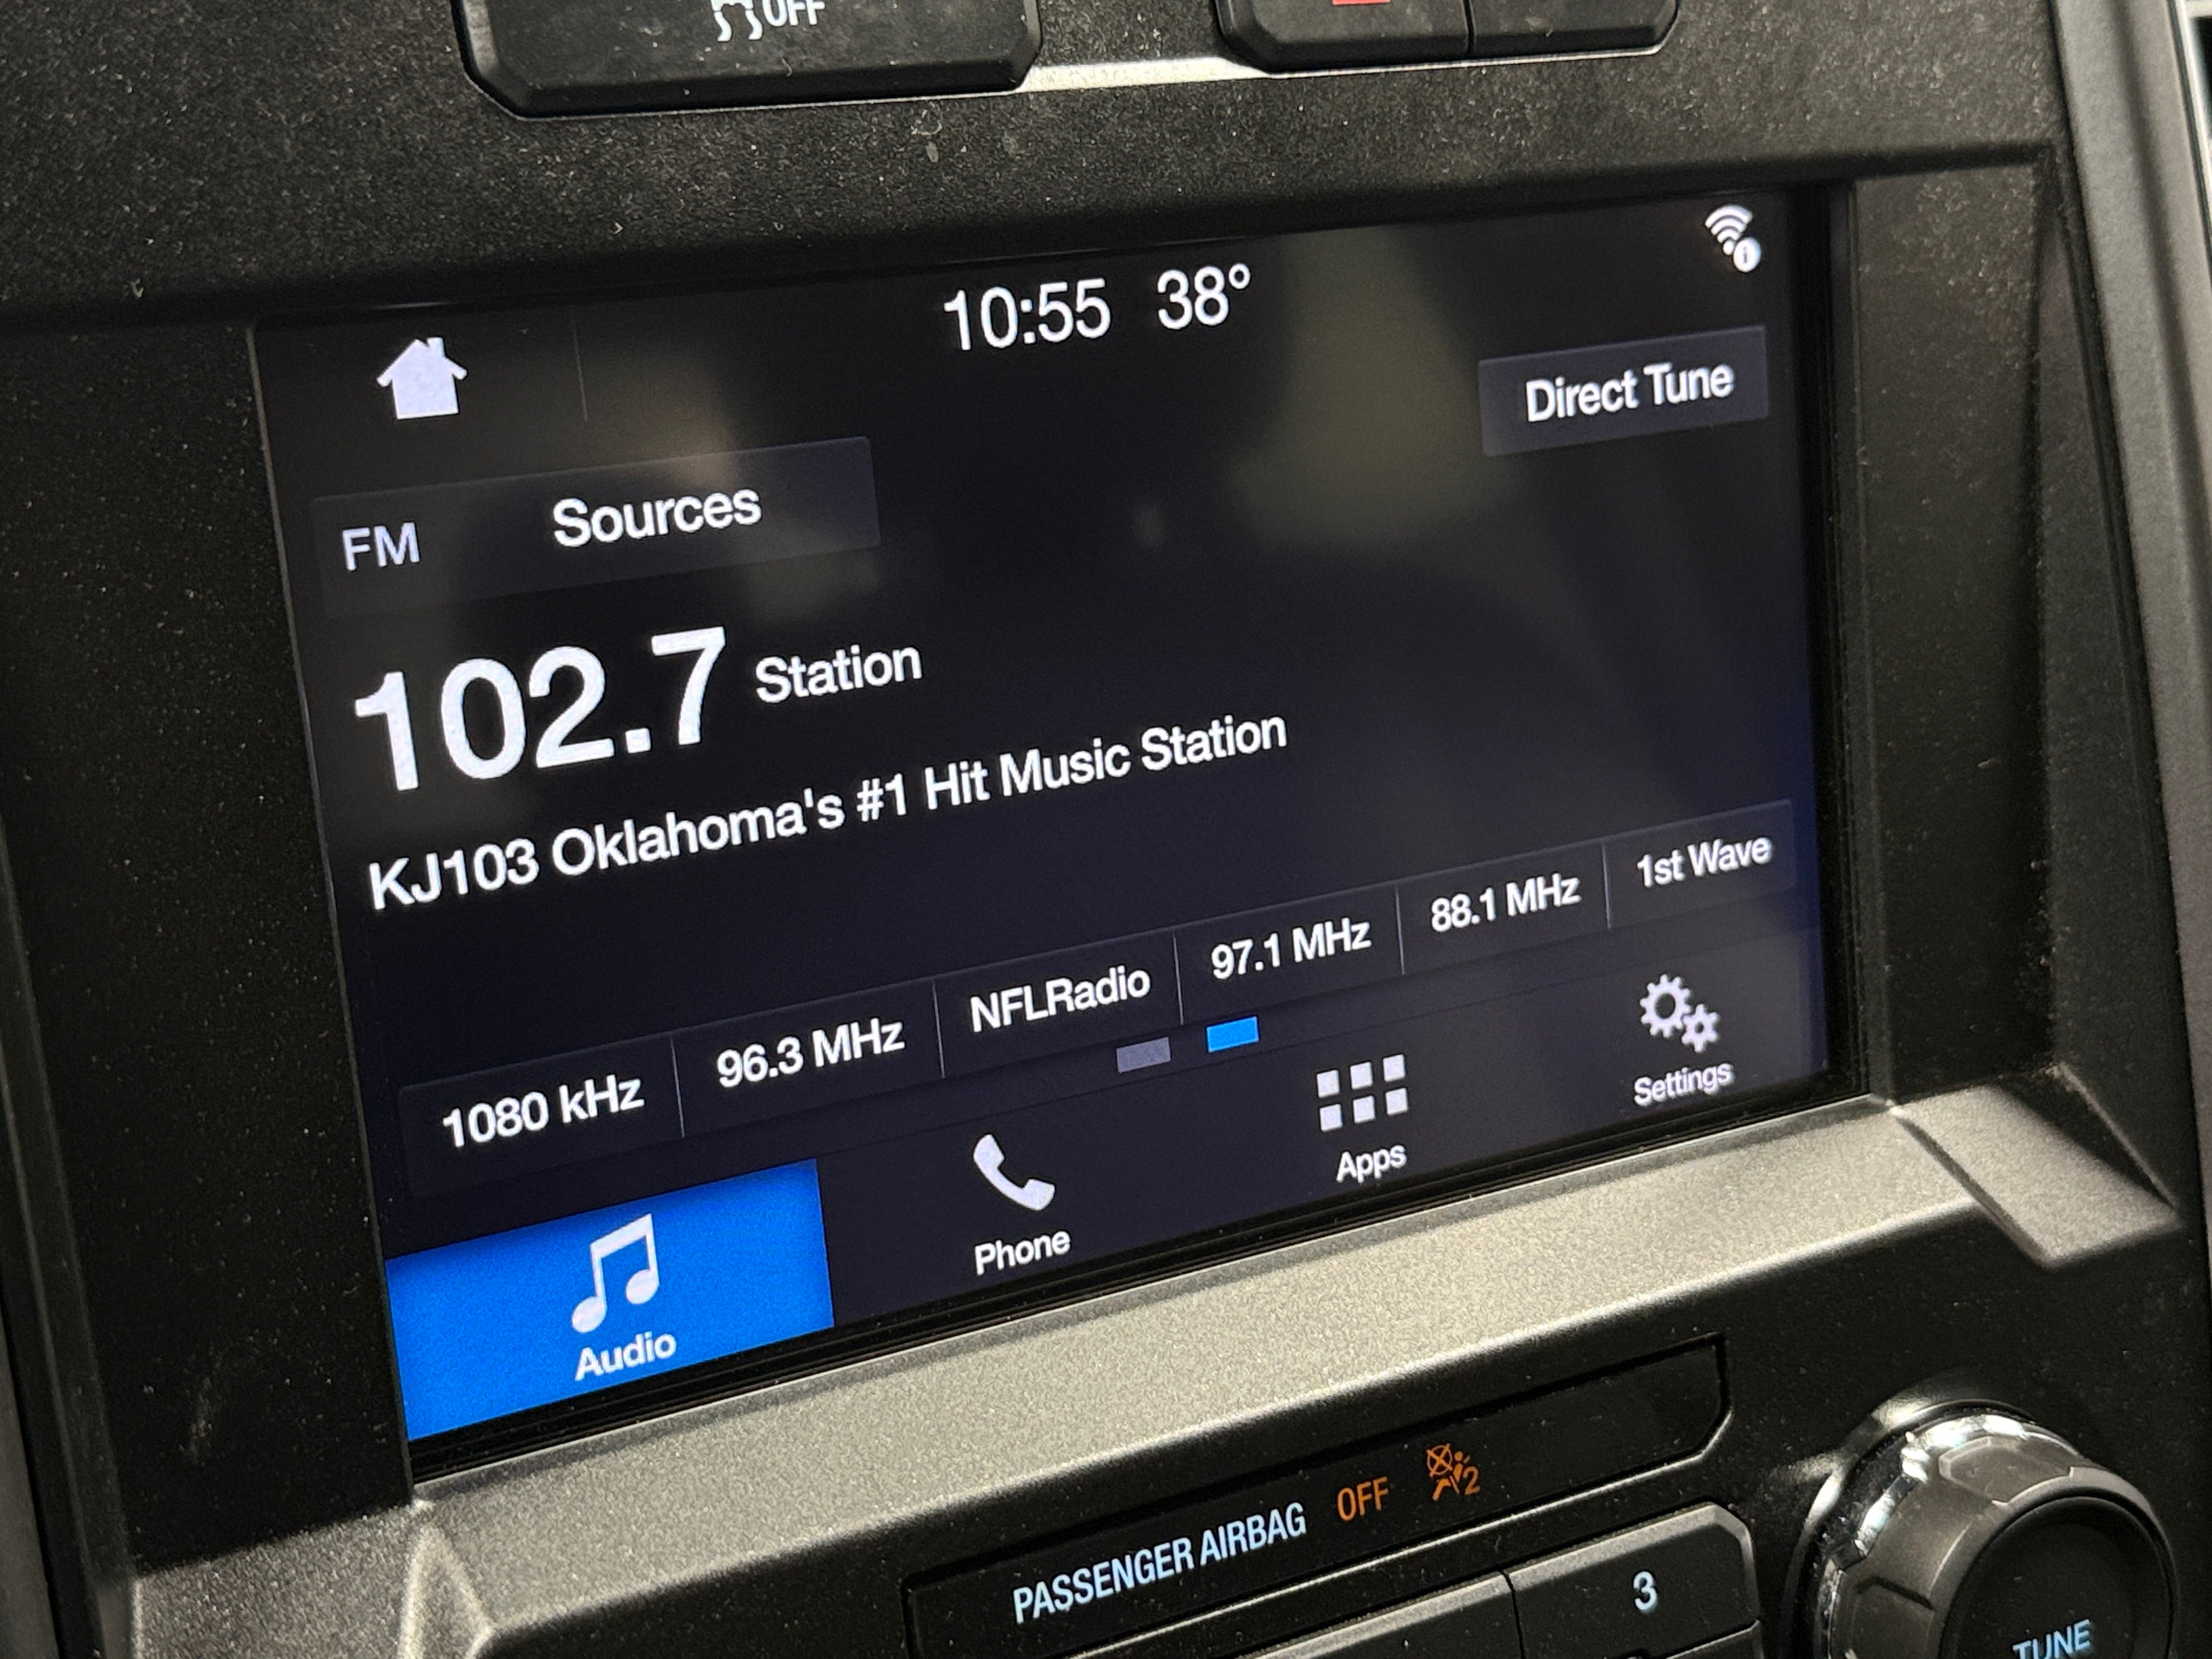 OFF
10:55 38°
Direct Tune
FM Sources
102.7 Station
KJ103 Oklahoma's #1 Hit Music Station
1080 kHz 96.3 MHz NFLRadio 97.1 MHz 88.1 MHz 1st Wave
Audio Phone Apps Settings
PASSENGER AIRBAG OFF 2
3
TUNE